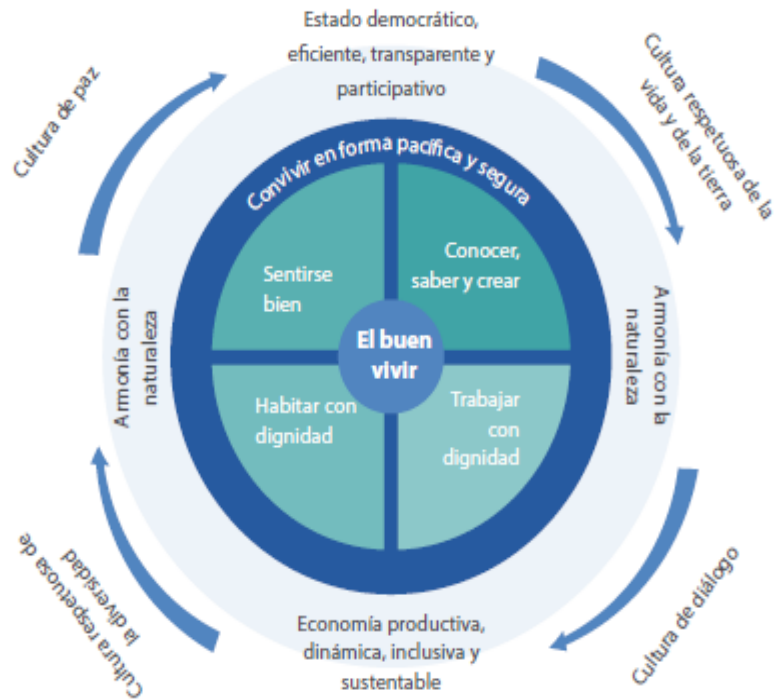 Estado democrático,
eficiente, transparente y
participativo
Cultura de paz
Cultura respetuosa de la
vida y de la tierra
Convivir en forma pacífica y segura
Sentirse
bien
Conocer,
saber y crear
El buen
vivir
Armonía con la
naturaleza
Armonía con la
naturaleza
Habitar con
dignidad
Trabajar
con
dignidad
Cultura respetuosa de
la diversidad
Economía productiva,
dinámica, inclusiva y
sustentable
Cultura de diálogo